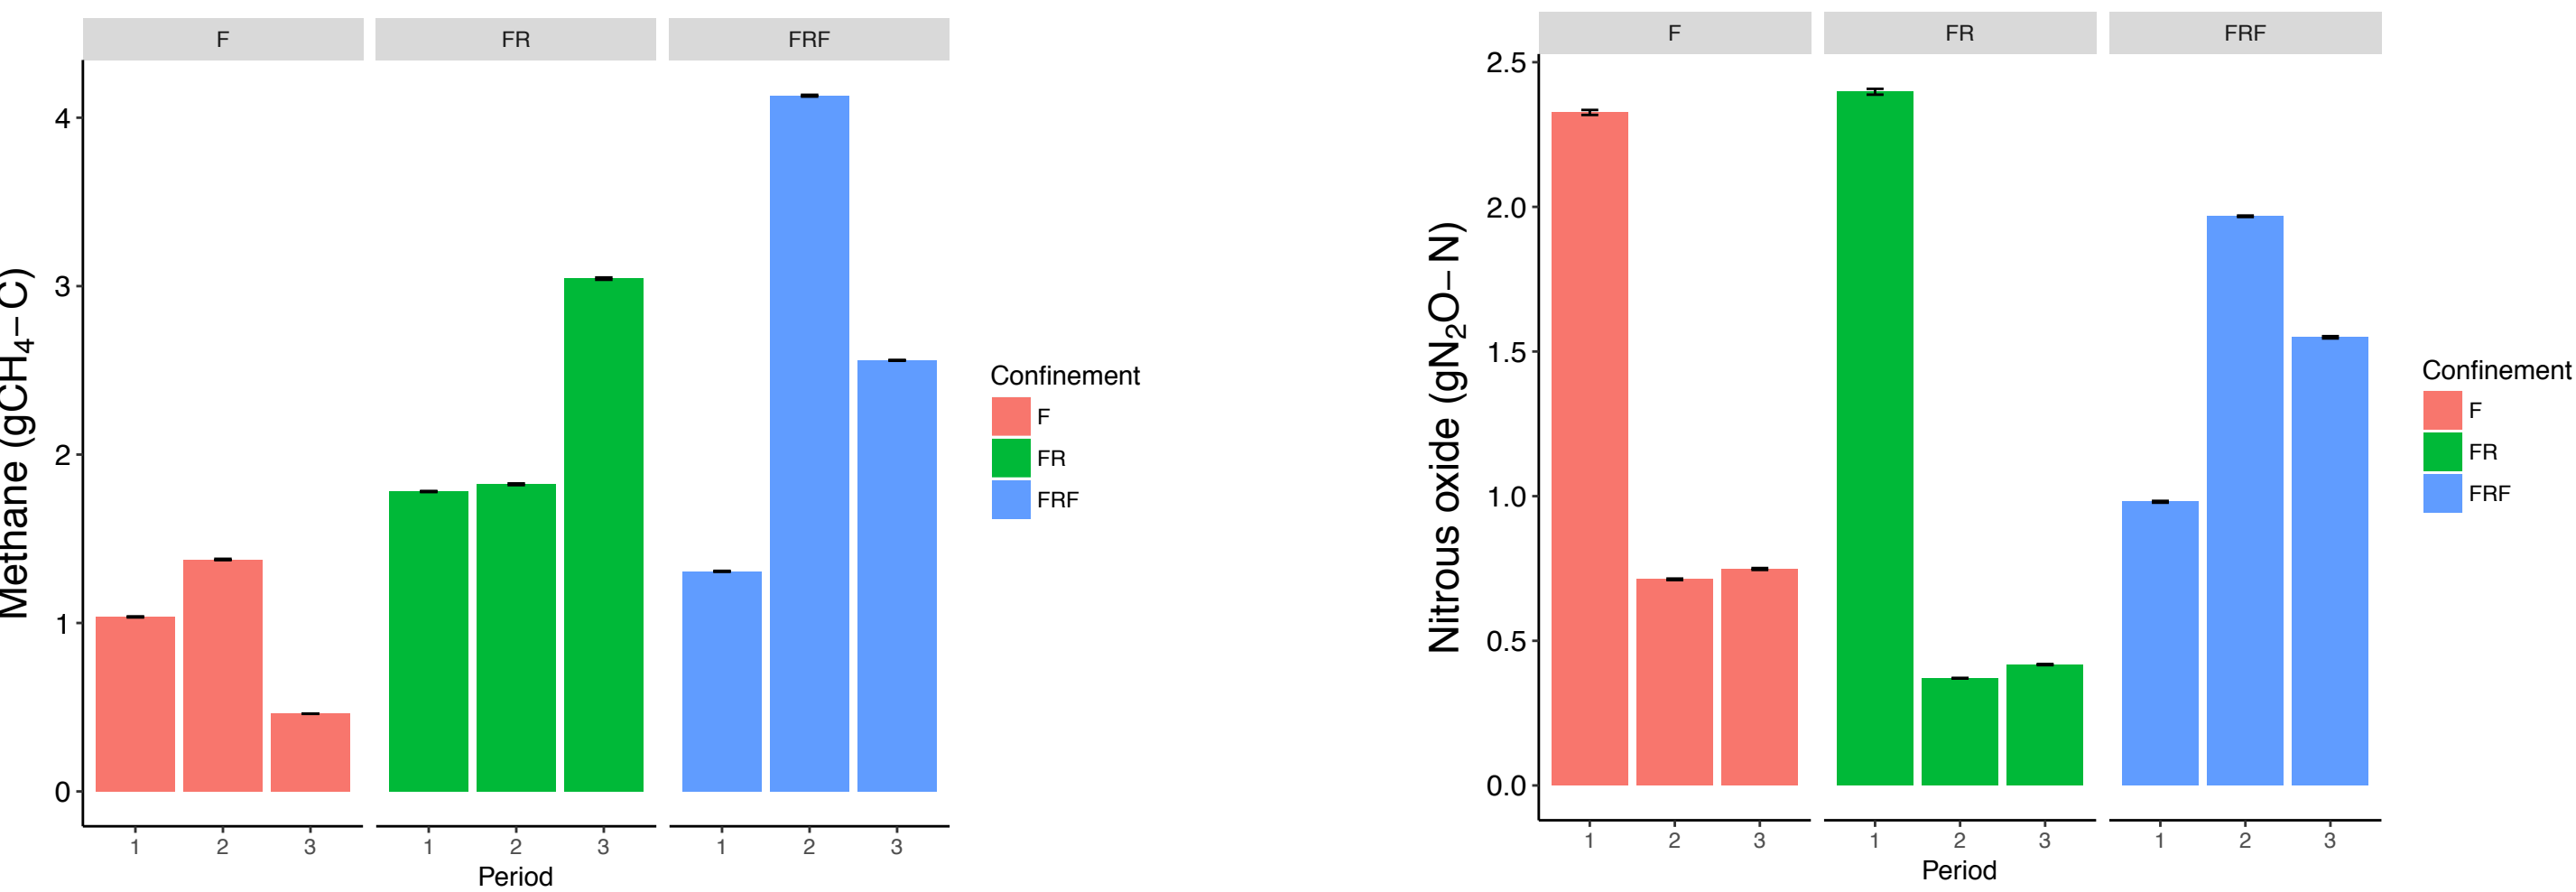 F FR FRF
Methane (gCH₄–C)
4
3
2
1
0
1 2 3 1 2 3 1 2 3
Period
Confinement
F
FR
FRF
F FR FRF
Nitrous oxide (gN₂O–N)
2.5
2.0
1.5
1.0
0.5
0.0
1 2 3 1 2 3 1 2 3
Period
Confinement
F
FR
FRF